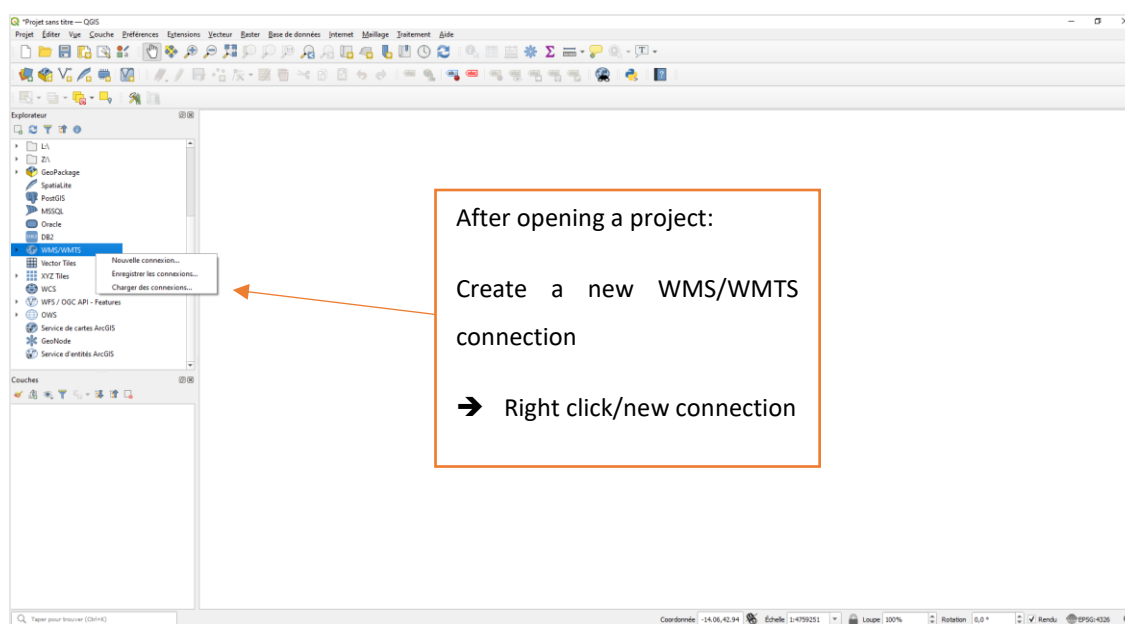 *Projet sans titre — QGIS
Projet Éditer Vue Couche Préférences Extensions Vecteur Raster Base de données Internet Maillage Traitement Aide
Explorateur
L:\
Z:\
GeoPackage
SpatiaLite
PostGIS
MSSQL
Oracle
DB2
WMS/WMTS
Vector Tiles
XYZ Tiles
WCS
WFS / OGC API - Features
OWS
Service de cartes ArcGIS
GeoNode
Service d'entités ArcGIS
Nouvelle connexion...
Enregistrer les connexions...
Charger des connexions...
After opening a project:
Create a new WMS/WMTS
connection
➔ Right click/new connection
Couches
Taper pour trouver (Ctrl+K)
Coordonnée -14.06,42.94 Échelle 1:4759251 Loupe 100% Rotation 0,0 ° Rendu EPSG:4326